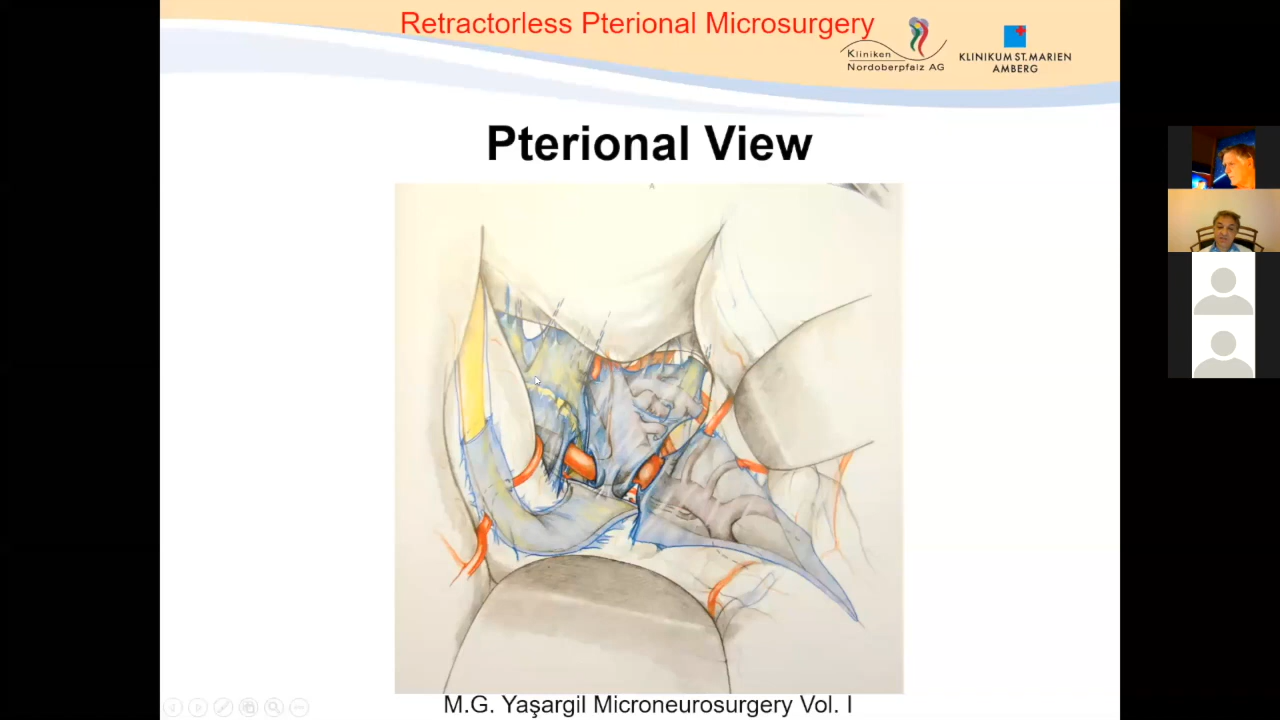 Retractorless Pterional Microsurgery
Kliniken
Nordoberpfalz AG
KLINIKUM ST. MARIEN
AMBERG
Pterional View
A
M.G. Yaşargil Microneurosurgery Vol. I